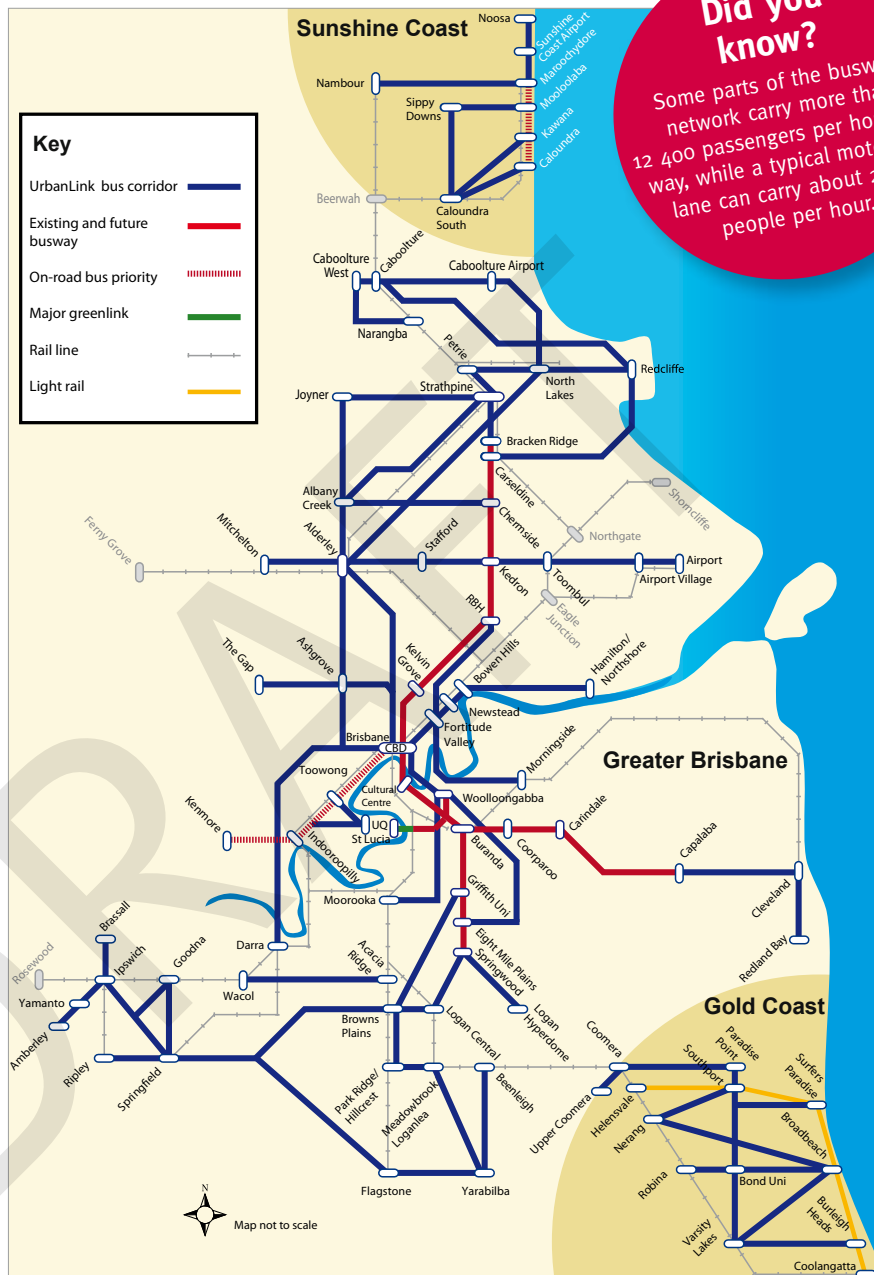 Did you
know?
Some parts of the
network carry more
12 400 passengers per
way, while a typical
lane can carry about
people per hour.
Sunshine Coast
Noosa
Sunshine
Coast Airport
Maroochydore
Nambour
Sippy
Downs
Mooloolaba
Kawana
Caloundra
Beerwah
Caloundra
South
Key
UrbanLink bus corridor
Existing and future
busway
On-road bus priority
Major greenlink
Rail line
Light rail
Caboolture
West
Caboolture
Caboolture Airport
Narangba
Petrie
Strathpine
North
Lakes
Redcliffe
Joyner
Bracken Ridge
Carseldine
Albany
Creek
Chermside
Shorncliffe
Northgate
Ferny Grove
Mitchelton
Alderley
Stafford
Kedron
Toombul
Airport
Airport Village
Eagle
Junction
RBH
The Gap
Ashgrove
Kelvin
Grove
Bowen Hills
Hamilton/
Northshore
Newstead
Fortitude
Valley
Brisbane
CBD
Morningside
Greater Brisbane
Toowong
Cultural
Centre
Woolloongabba
Kenmore
Indooroopilly
UQ
St Lucia
Buranda
Coorparoo
Carindale
Capalaba
Cleveland
Redland Bay
Moorooka
Griffith Uni
Eight Mile Plains
Springwood
Logan
Hyperdome
Darra
Brassall
Rosewood
Ipswich
Goodna
Wacol
Acacia
Ridge
Yamanto
Amberley
Ripley
Springfield
Browns
Plains
Logan Central
Park Ridge/
Hillcrest
Meadowbrook
Loganlea
Beenleigh
Flagstone
Yarabilba
Gold Coast
Coomera
Upper Coomera
Helensvale
Nerang
Southport
Paradise
Point
Surfers
Paradise
Broadbeach
Robina
Bond Uni
Burleigh
Heads
Varsity
Lakes
Coolangatta
N
Map not to scale
DRAFT